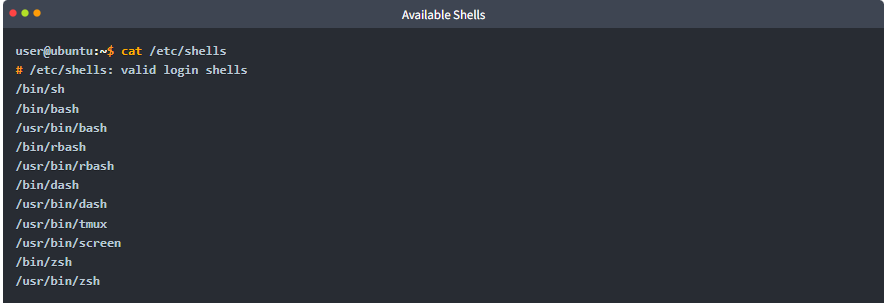 Available Shells
user@ubuntu:~$ cat /etc/shells
# /etc/shells: valid login shells
/bin/sh
/bin/bash
/usr/bin/bash
/bin/rbash
/usr/bin/rbash
/bin/dash
/usr/bin/dash
/usr/bin/tmux
/usr/bin/screen
/bin/zsh
/usr/bin/zsh